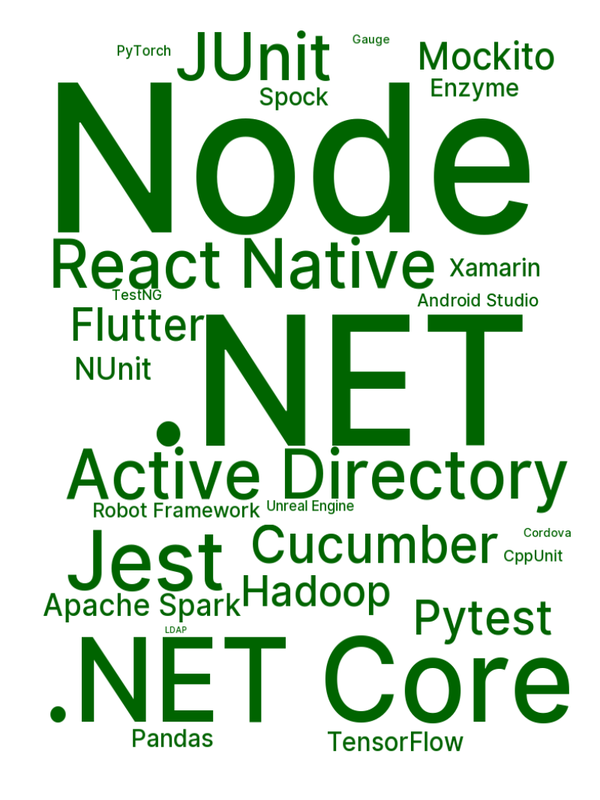 PyTorch
JUnit
Gauge
Mockito
Spock
Enzyme
Node
React Native
Xamarin
TestNG
Android Studio
Flutter
.NET
NUnit
Active Directory
Robot Framework
Unreal Engine
Jest
Cucumber
Cordova
CppUnit
Apache Spark
Hadoop
Pytest
LDAP
.NET Core
Pandas
TensorFlow